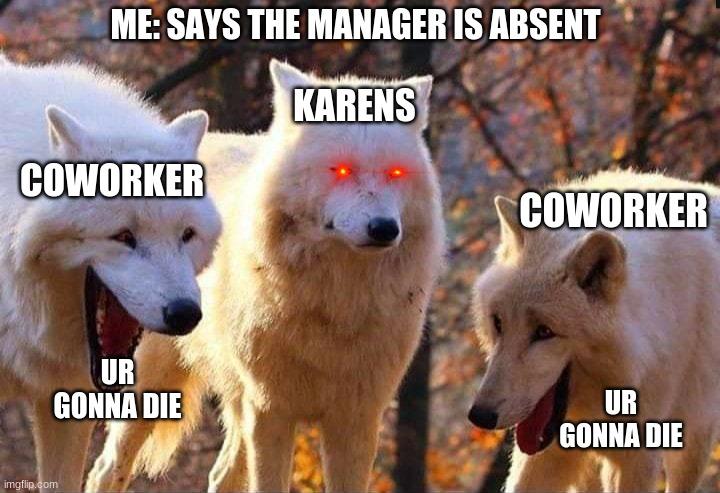 ME: SAYS THE MANAGER IS ABSENT
KARENS
COWORKER
COWORKER
UR
GONNA DIE
UR
GONNA DIE
imgflip.com